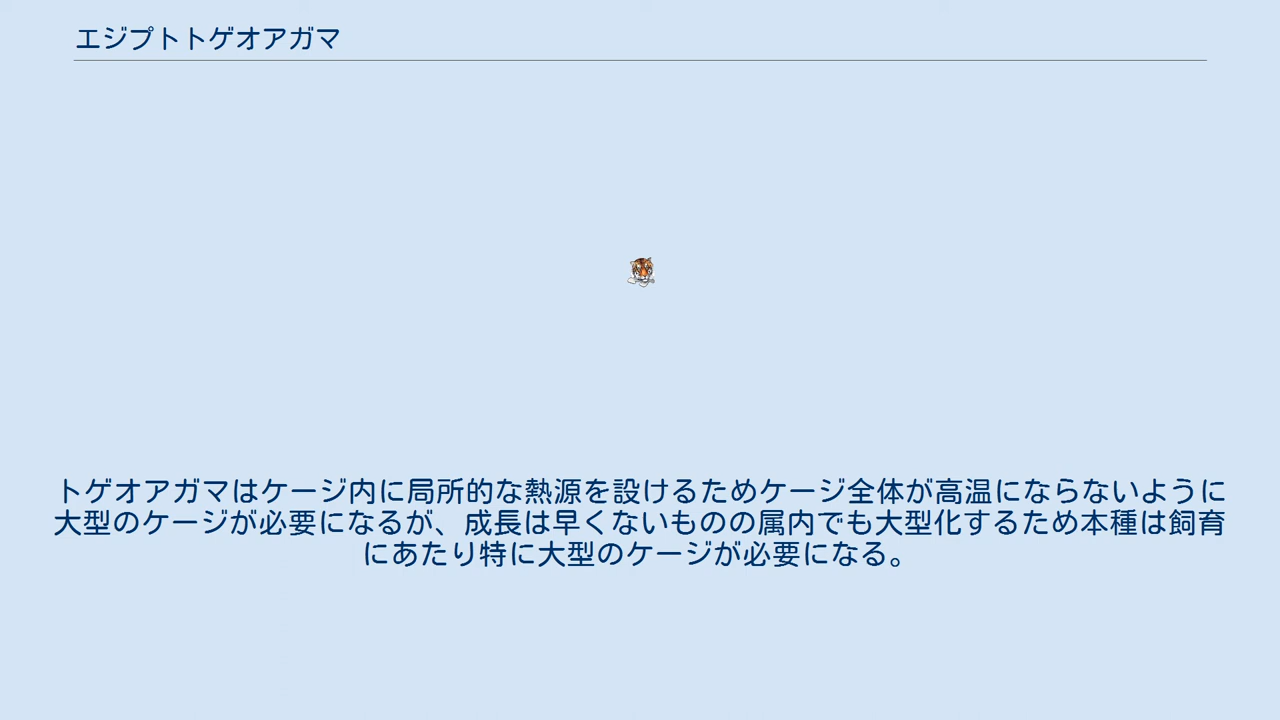 エジプトトゲオアガマ
トゲオアガマはケージ内に局所的な熱源を設けるためケージ全体が高温にならないように
大型のケージが必要になるが、成長は早くないものの属内でも大型化するため本種は飼育
にあたり特に大型のケージが必要になる。